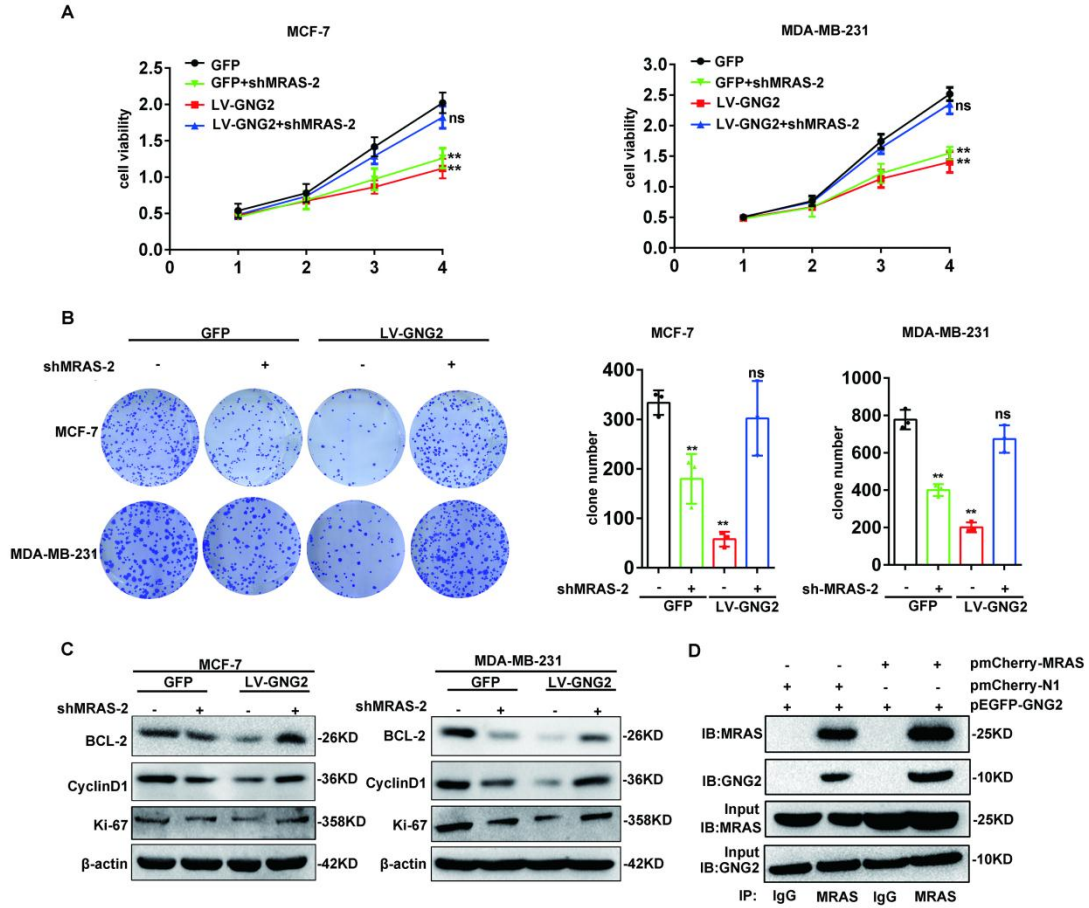 A
MCF-7
GFP
GFP+shMRAS-2
LV-GNG2
LV-GNG2+shMRAS-2
cell viability
2.5
2.0
1.5
1.0
0.5
0.0
0 1 2 3 4
ns
**
**
MDA-MB-231
GFP
GFP+shMRAS-2
LV-GNG2
LV-GNG2+shMRAS-2
cell viability
3.0
2.5
2.0
1.5
1.0
0.5
0.0
0 1 2 3 4
ns
**
**
B
GFP LV-GNG2
shMRAS-2 - + - +
MCF-7
MDA-MB-231
MCF-7
clone number
400
300
200
100
0
** ** ns
shMRAS-2 - + - +
GFP LV-GNG2
MDA-MB-231
clone number
1000
800
600
400
200
0
** ** ns
sh-MRAS-2 - + - +
GFP LV-GNG2
C
MCF-7
GFP LV-GNG2
shMRAS-2 - + - +
BCL-2 -26KD
CyclinD1 -36KD
Ki-67 -358KD
β-actin -42KD
MDA-MB-231
GFP LV-GNG2
shMRAS-2 - + - +
BCL-2 -26KD
CyclinD1 -36KD
Ki-67 -358KD
β-actin -42KD
D
- - + + pmCherry-MRAS
+ + - - pmCherry-N1
+ + + + pEGFP-GNG2
IB:MRAS -25KD
IB:GNG2 -10KD
Input
IB:MRAS -25KD
Input
IB:GNG2 -10KD
IP: IgG MRAS IgG MRAS